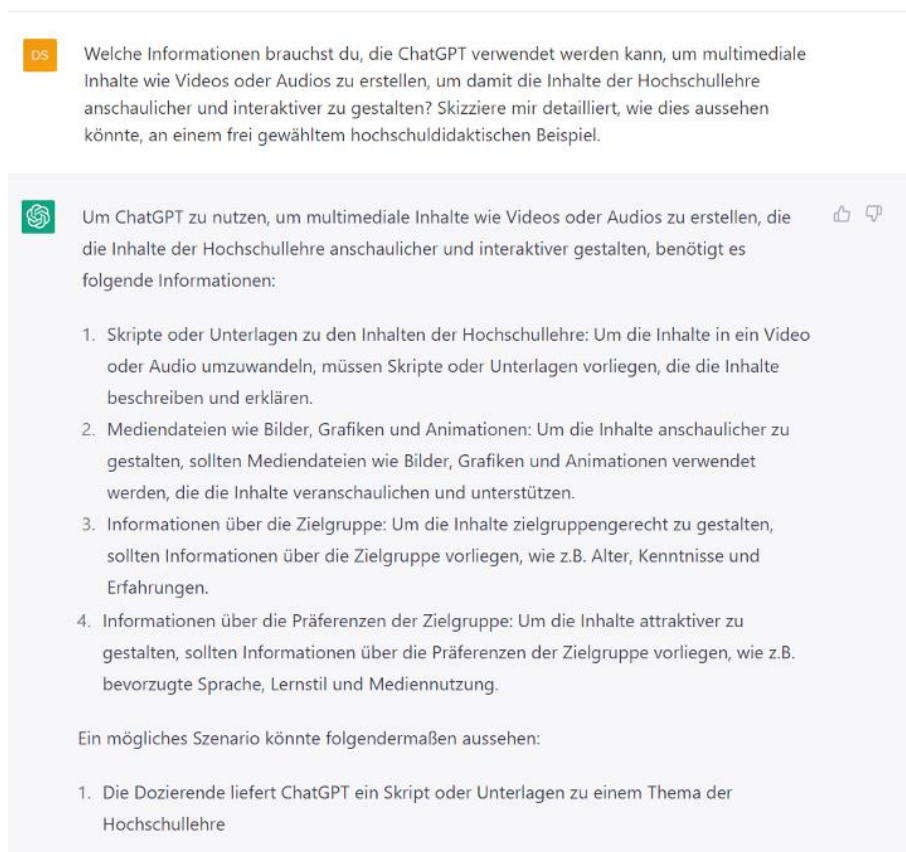 DS
Welche Informationen brauchst du, die ChatGPT verwendet werden kann, um multimediale
Inhalte wie Videos oder Audios zu erstellen, um damit die Inhalte der Hochschullehre
anschaulicher und interaktiver zu gestalten? Skizziere mir detailliert, wie dies aussehen
könnte, an einem frei gewähltem hochschuldidaktischen Beispiel.
Um ChatGPT zu nutzen, um multimediale Inhalte wie Videos oder Audios zu erstellen, die
die Inhalte der Hochschullehre anschaulicher und interaktiver gestalten, benötigt es
folgende Informationen:
1. Skripte oder Unterlagen zu den Inhalten der Hochschullehre: Um die Inhalte in ein Video
oder Audio umzuwandeln, müssen Skripte oder Unterlagen vorliegen, die die Inhalte
beschreiben und erklären.
2. Mediendateien wie Bilder, Grafiken und Animationen: Um die Inhalte anschaulicher zu
gestalten, sollten Mediendateien wie Bilder, Grafiken und Animationen verwendet
werden, die die Inhalte veranschaulichen und unterstützen.
3. Informationen über die Zielgruppe: Um die Inhalte zielgruppengerecht zu gestalten,
sollten Informationen über die Zielgruppe vorliegen, wie z.B. Alter, Kenntnisse und
Erfahrungen.
4. Informationen über die Präferenzen der Zielgruppe: Um die Inhalte attraktiver zu
gestalten, sollten Informationen über die Präferenzen der Zielgruppe vorliegen, wie z.B.
bevorzugte Sprache, Lernstil und Mediennutzung.
Ein mögliches Szenario könnte folgendermaßen aussehen:
1. Die Dozierende liefert ChatGPT ein Skript oder Unterlagen zu einem Thema der
Hochschullehre